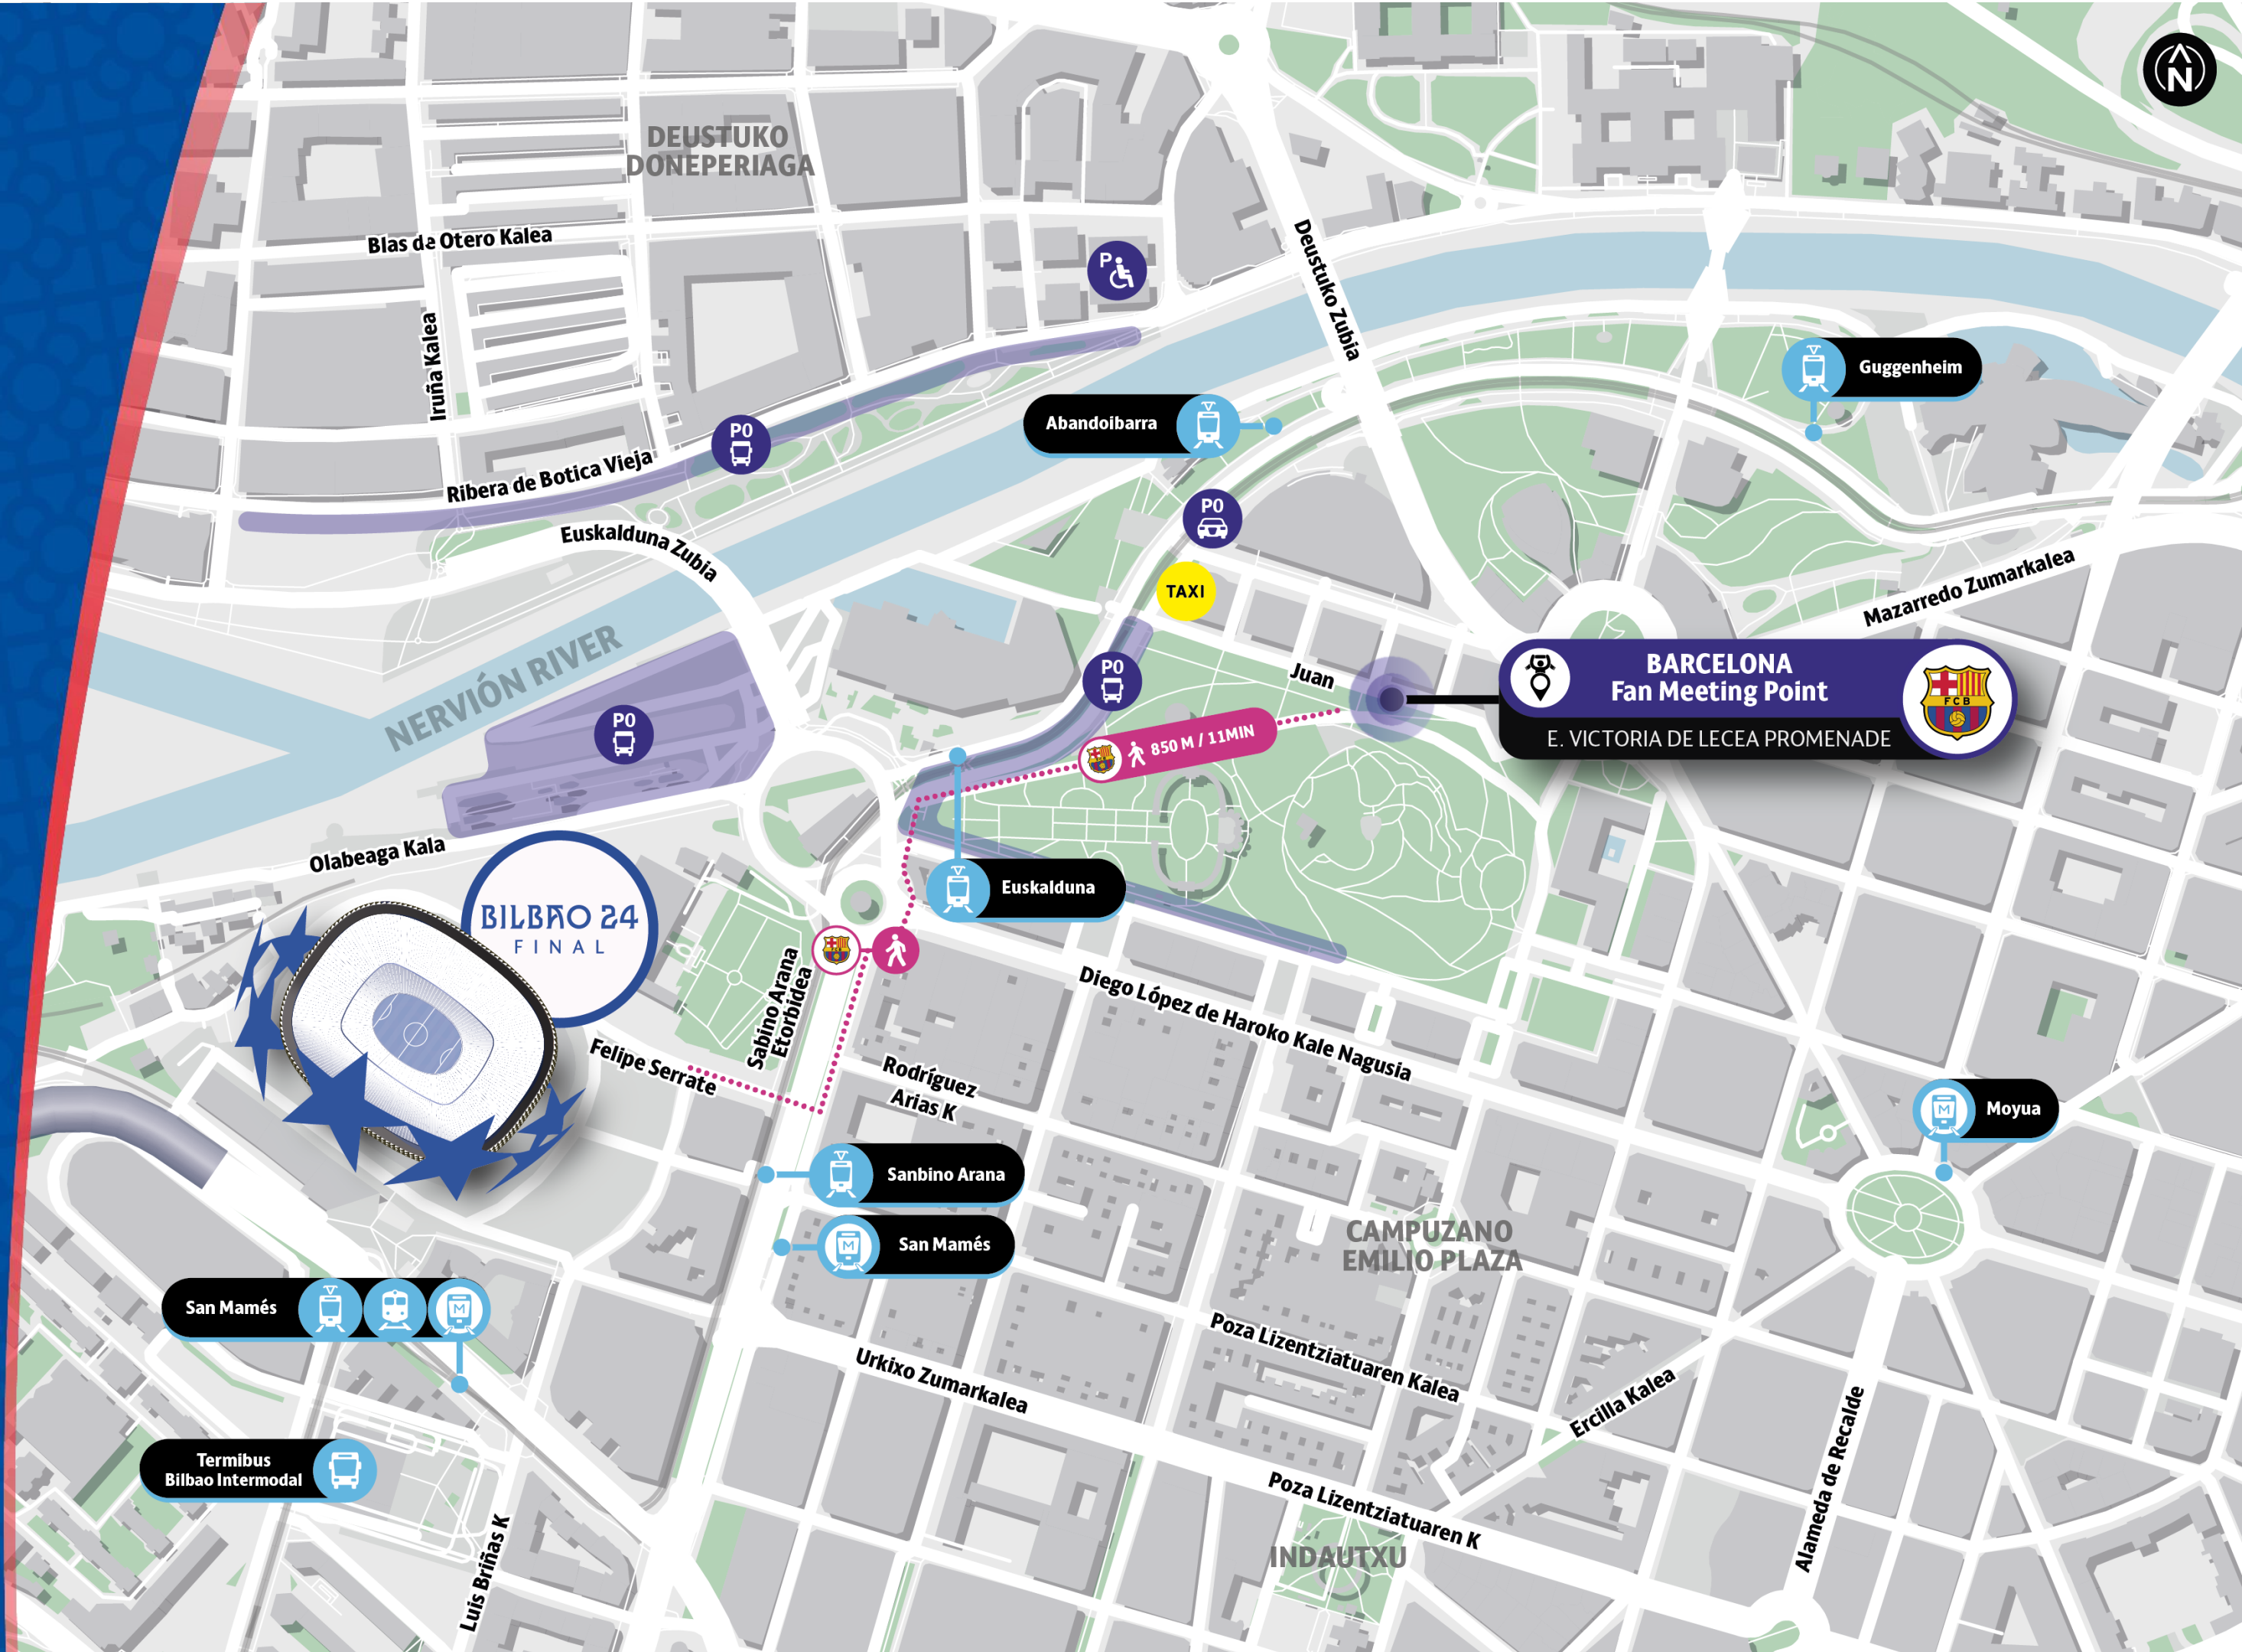 N
DEUSTUKO
DONEPERIAGA
Blas de Otero Kalea
P
Deustuko Zubia
Iruña Kalea
Guggenheim
Abandoibarra
P0
Ribera de Botica Vieja
P0
Euskalduna Zubia
TAXI
Mazarredo Zumarkalea
NERVIÓN RIVER
P0
Juan
BARCELONA
Fan Meeting Point
FCB
E. VICTORIA DE LECEA PROMENADE
P0
850 M / 11MIN
Olabeaga Kala
BILBAO 24
FINAL
Euskalduna
Sabino Arana
Etorbidea
Diego López de Haroko Kale Nagusia
Felipe Serrate
Rodríguez
Arias K
M
Moyua
Sanbino Arana
M
San Mamés
CAMPUZANO
EMILIO PLAZA
San Mamés
M
Poza Lizentziatuaren Kalea
Urkixo Zumarkalea
Ercilla Kalea
Alameda de Recalde
Termibus
Bilbao Intermodal
Poza Lizentziatuaren K
Luis Briñas K
INDAUTXU